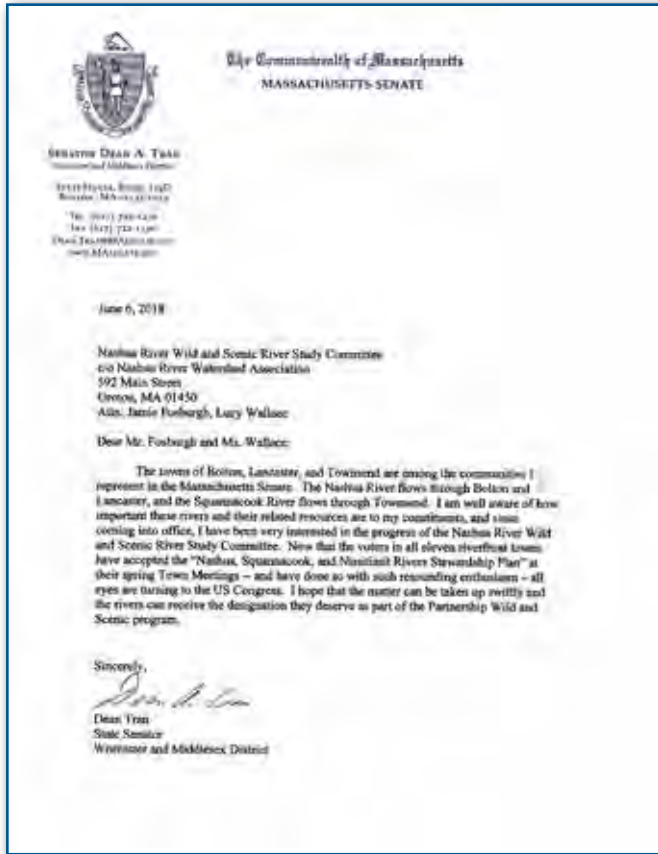 The Commonwealth of Massachusetts
MASSACHUSETTS SENATE
SENATOR DEAN A. TRAN
Worcester and Middlesex District
June 6, 2018
Nashua River Wild and Scenic River Study Committee
c/o Nashua River Watershed Association
592 Main Street
Groton, MA 01450
Attn: Jamie Fosburgh, Lucy Wallace
Dear Mr. Fosburgh and Ms. Wallace:
The towns of Bolton, Lancaster, and Townsend are among the communities I
represent in the Massachusetts Senate. The Nashua River flows through Bolton and
Lancaster, and the Squannacook River flows through Townsend. I am well aware of how
important these rivers and their related resources are to my constituents, and since
coming into office, I have been very interested in the progress of the Nashua River Wild
and Scenic River Study Committee. Now that the voters in all eleven riverfront towns
have accepted the "Nashua, Squannacook, and Nissitissit Rivers Stewardship Plan" at
their spring Town Meetings – and have done so with such resounding enthusiasm – all
eyes are turning to the US Congress. I hope that the matter can be taken up swiftly and
the rivers can receive the designation they deserve as part of the Partnership Wild and
Scenic program.
Sincerely,
Dean A. Tran
Dean Tran
State Senator
Worcester and Middlesex District